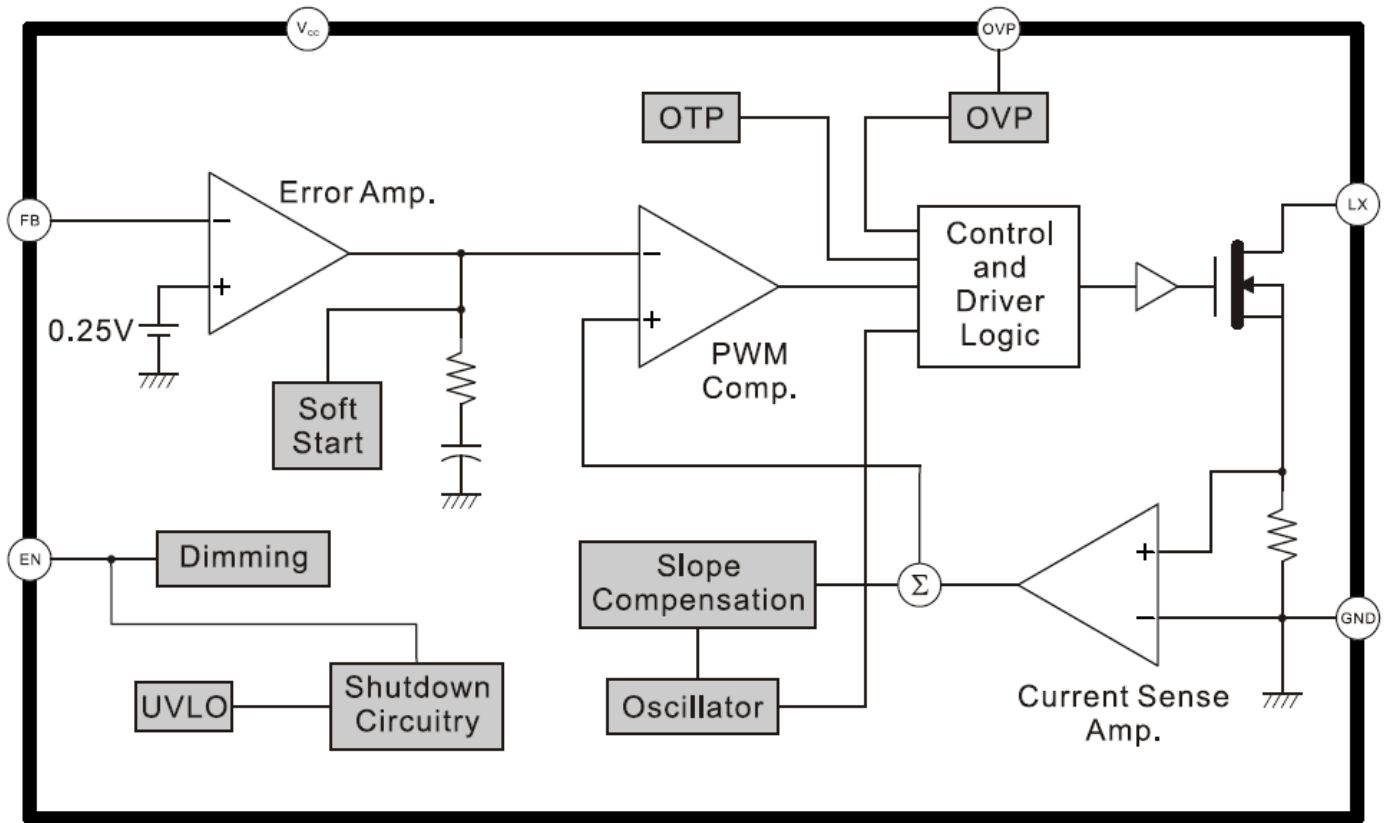 Vcc
OVP
OTP
OVP
Error Amp.
FB
−
+
0.25V
Soft
Start
−
+
PWM
Comp.
Control
and
Driver
Logic
LX
EN
Dimming
UVLO
Shutdown
Circuitry
Slope
Compensation
Oscillator
Σ
+
−
Current Sense
Amp.
GND